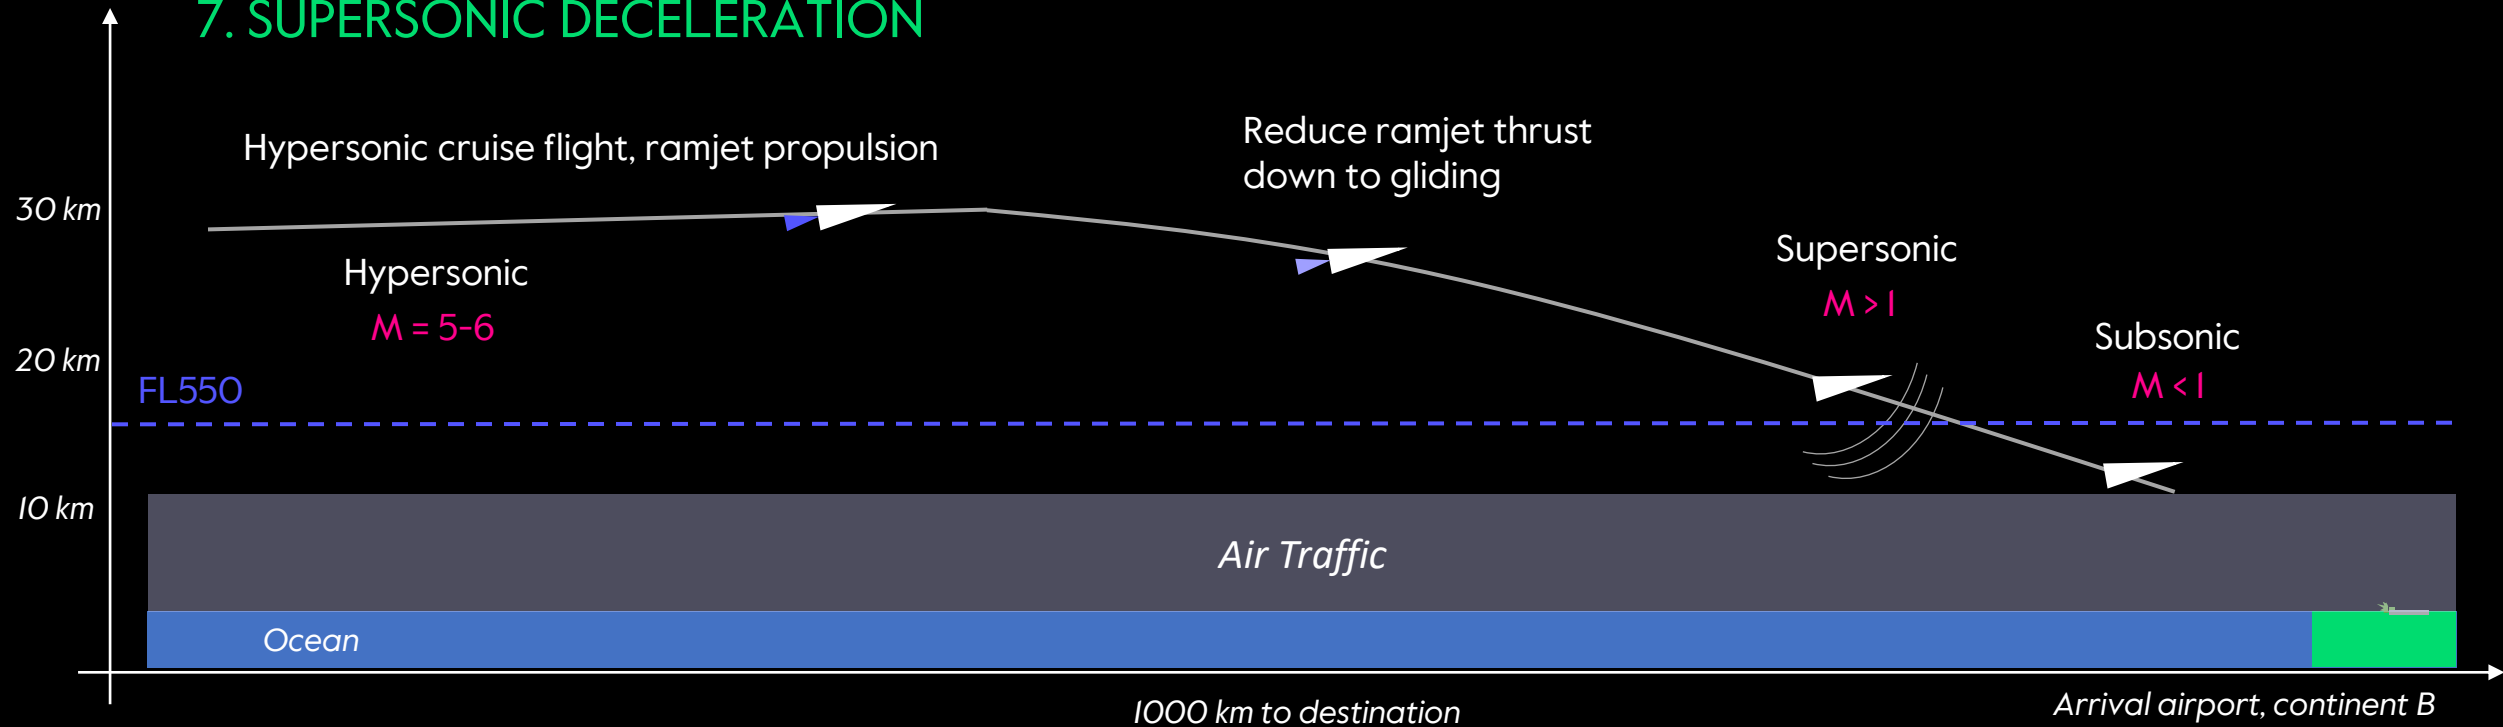 7. SUPERSONIC DECELERATION
Hypersonic cruise flight, ramjet propulsion
Reduce ramjet thrust
down to gliding
30 km
Supersonic
M > 1
Hypersonic
M = 5-6
Subsonic
M < 1
20 km
FL550
10 km
Air Traffic
Ocean
1000 km to destination
Arrival airport, continent B